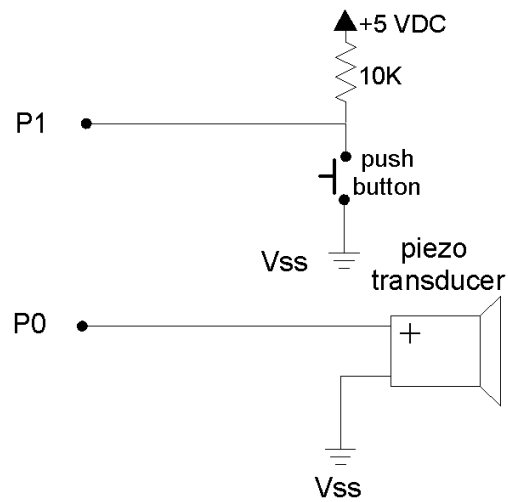 +5 VDC
10K
P1
push
button
Vss
piezo
transducer
P0
+
Vss